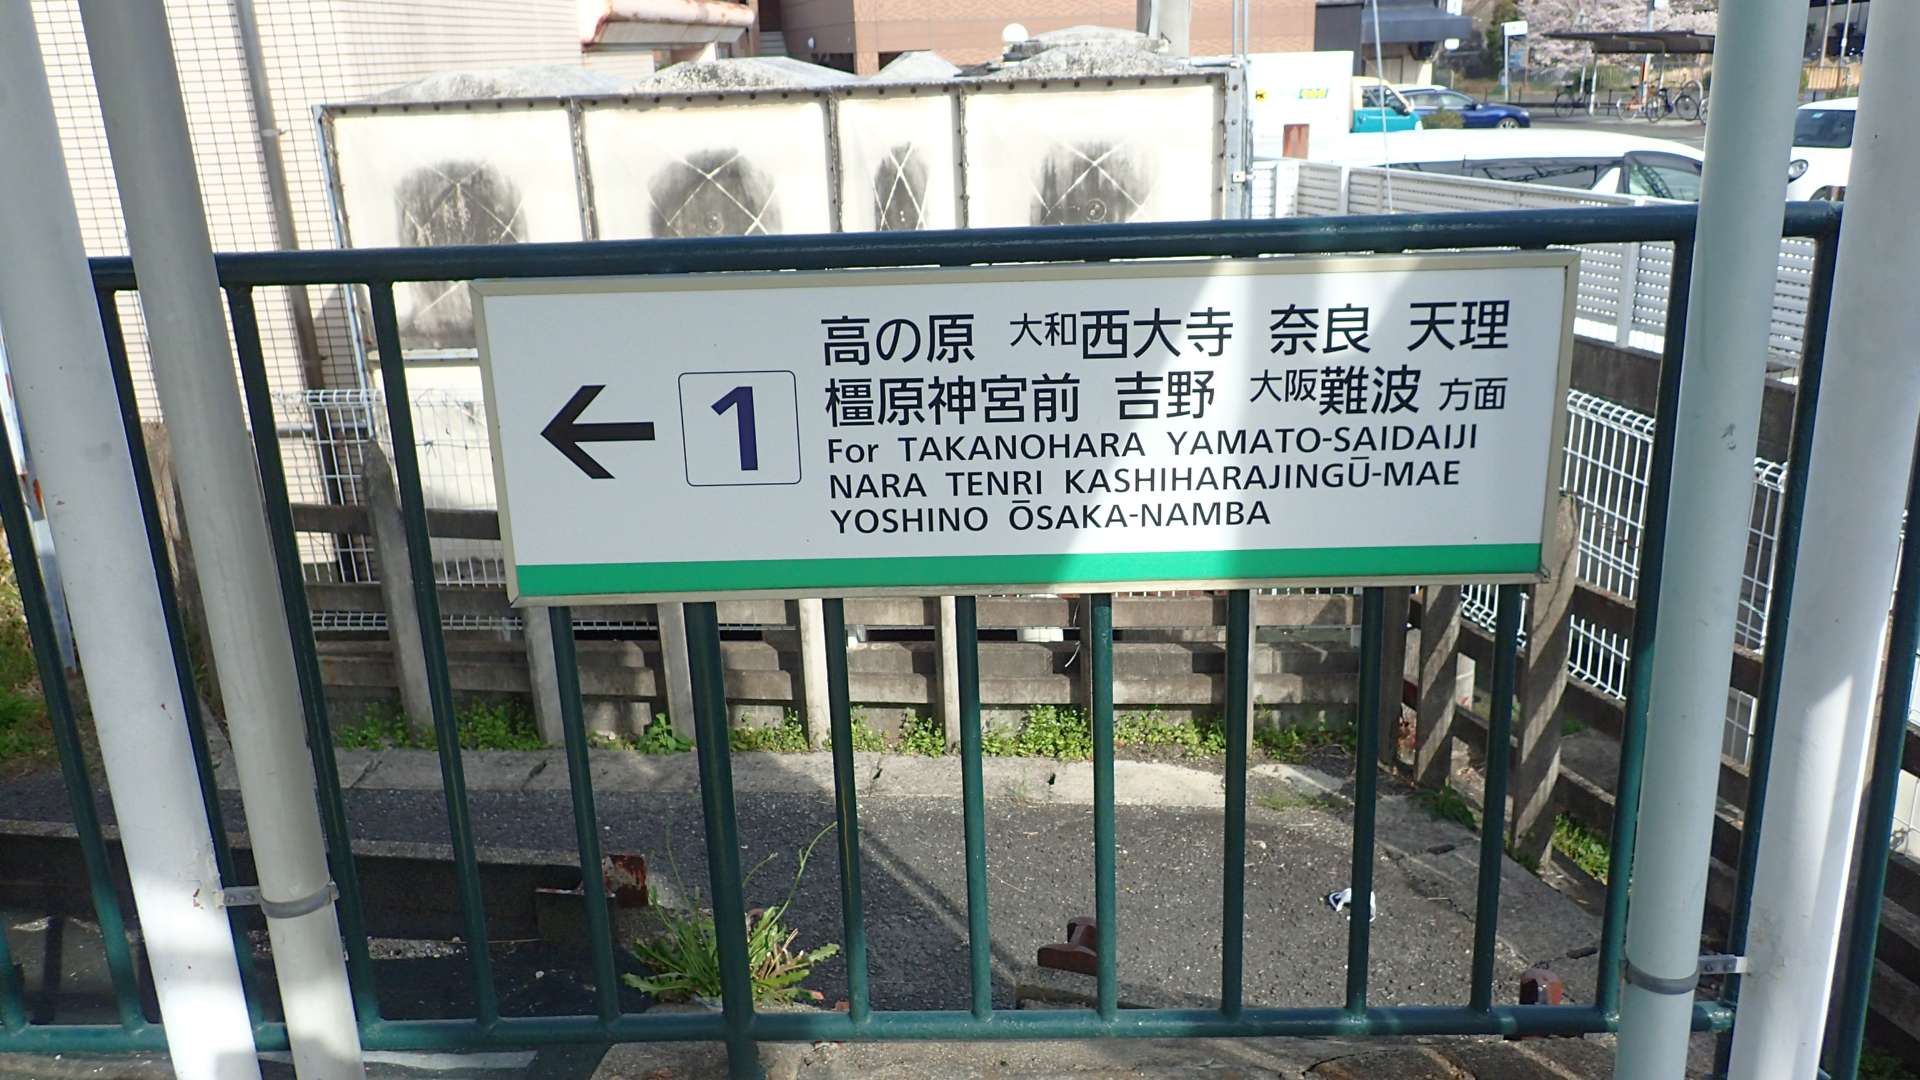 1
高の原 大和西大寺 奈良 天理
橿原神宮前 吉野 大阪難波 方面
For TAKANOHARA YAMATO-SAIDAIJI
NARA TENRI KASHIHARAJINGŪ-MAE
YOSHINO ŌSAKA-NAMBA